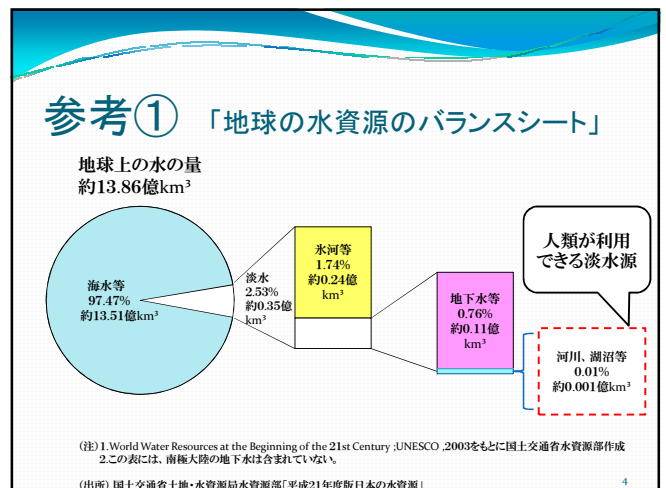 参考① 「地球の水資源のバランスシート」
地球上の水の量
約13.86億km³
海水等
97.47%
約13.51億km³
淡水
2.53%
約0.35億
km³
氷河等
1.74%
約0.24億
km³
地下水等
0.76%
約0.11億
km³
人類が利用
できる淡水源
河川、湖沼等
0.01%
約0.001億km³
(注) 1.World Water Resources at the Beginning of the 21st Century ;UNESCO ,2003をもとに国土交通省水資源部作成
2.この表には、南極大陸の地下水は含まれていない。
(出所) 国土交通省土地・水資源局水資源部「平成21年度版日本の水資源」
4